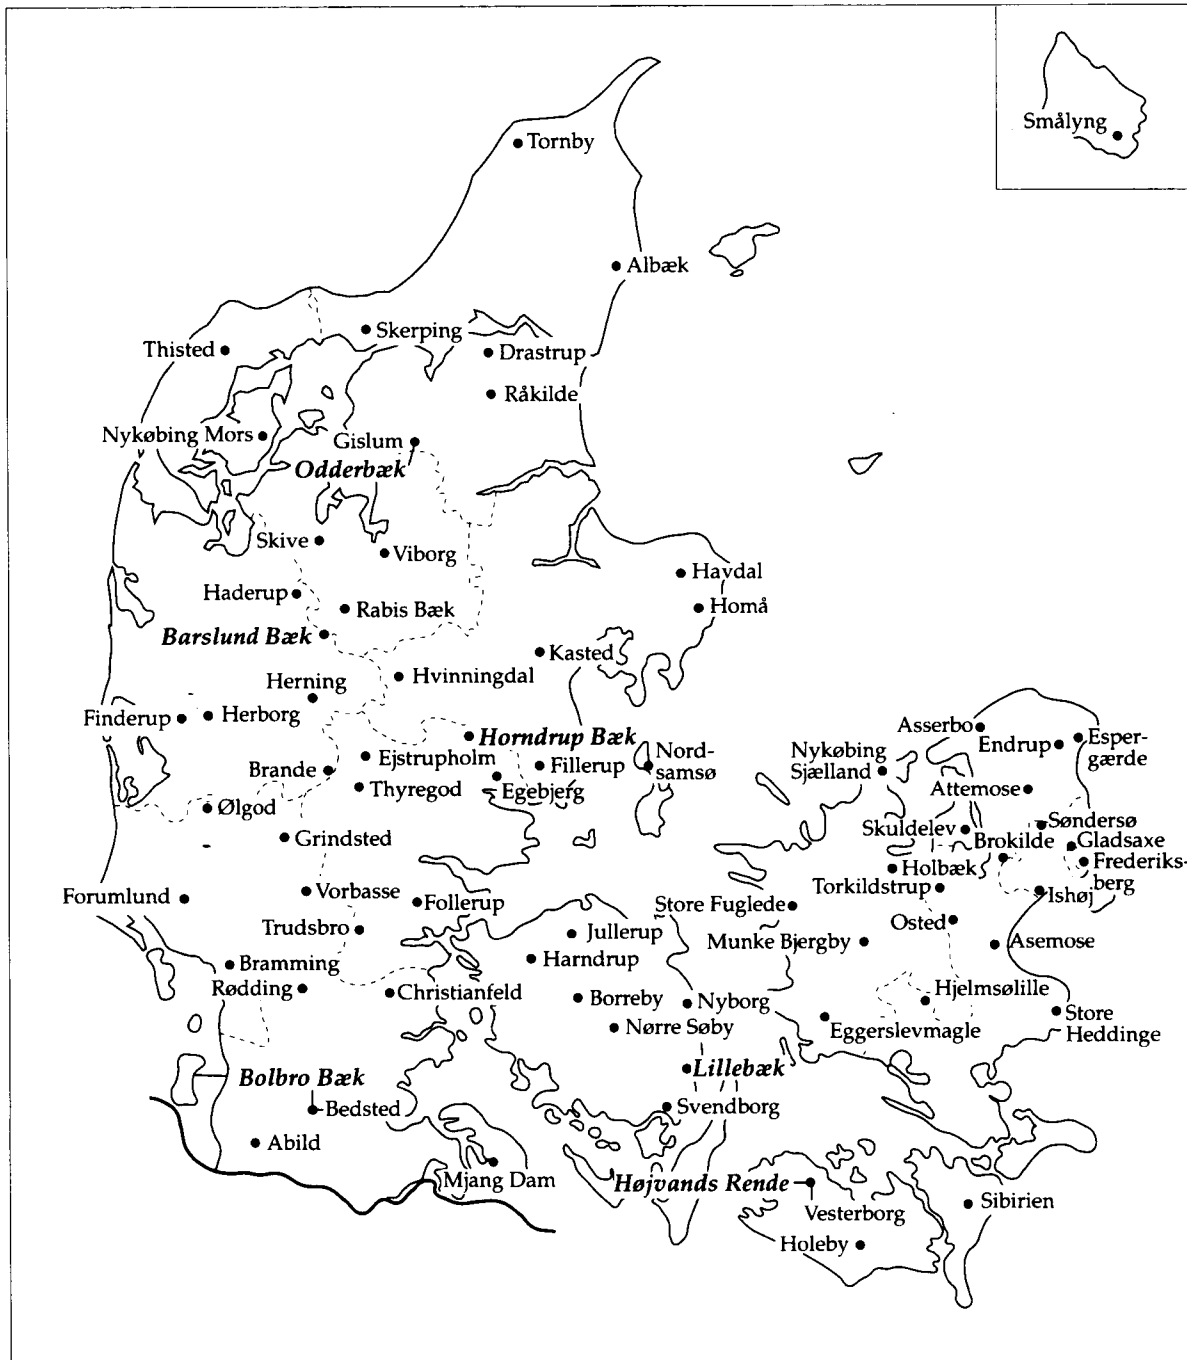 Smålyng
Tornby
Albæk
Skerping
Thisted
Drastrup
Råkilde
Nykøbing Mors
Gislum
Odderbæk
Skive
Viborg
Havdal
Haderup
Rabis Bæk
Homå
Barslund Bæk
Kasted
Hvinningdal
Herning
Finderup
Herborg
Asserbo
Horndrup Bæk
Endrup
Esper-
gærde
Nord-
samsø
Nykøbing
Sjælland
Ejstrupholm
Fillerup
Brande
Thyregod
Egebjerg
Attemose
Ølgod
Søndersø
Skuldelev
Grindsted
Brokilde
Gladsaxe
Holbæk
Frederiks-
berg
Torkildstrup
Ishøj
Forumlund
Vorbasse
Follerup
Store Fuglede
Osted
Trudsbro
Jullerup
Munke Bjergby
Asemose
Harndrup
Bramming
Rødding
Christianfeld
Borreby
Nyborg
Hjelmsølille
Store
Heddinge
Nørre Søby
Eggerslevmagle
Lillebæk
Bolbro Bæk
Bedsted
Svendborg
Abild
Mjang Dam
Højvands Rende
Sibirien
Vesterborg
Holeby